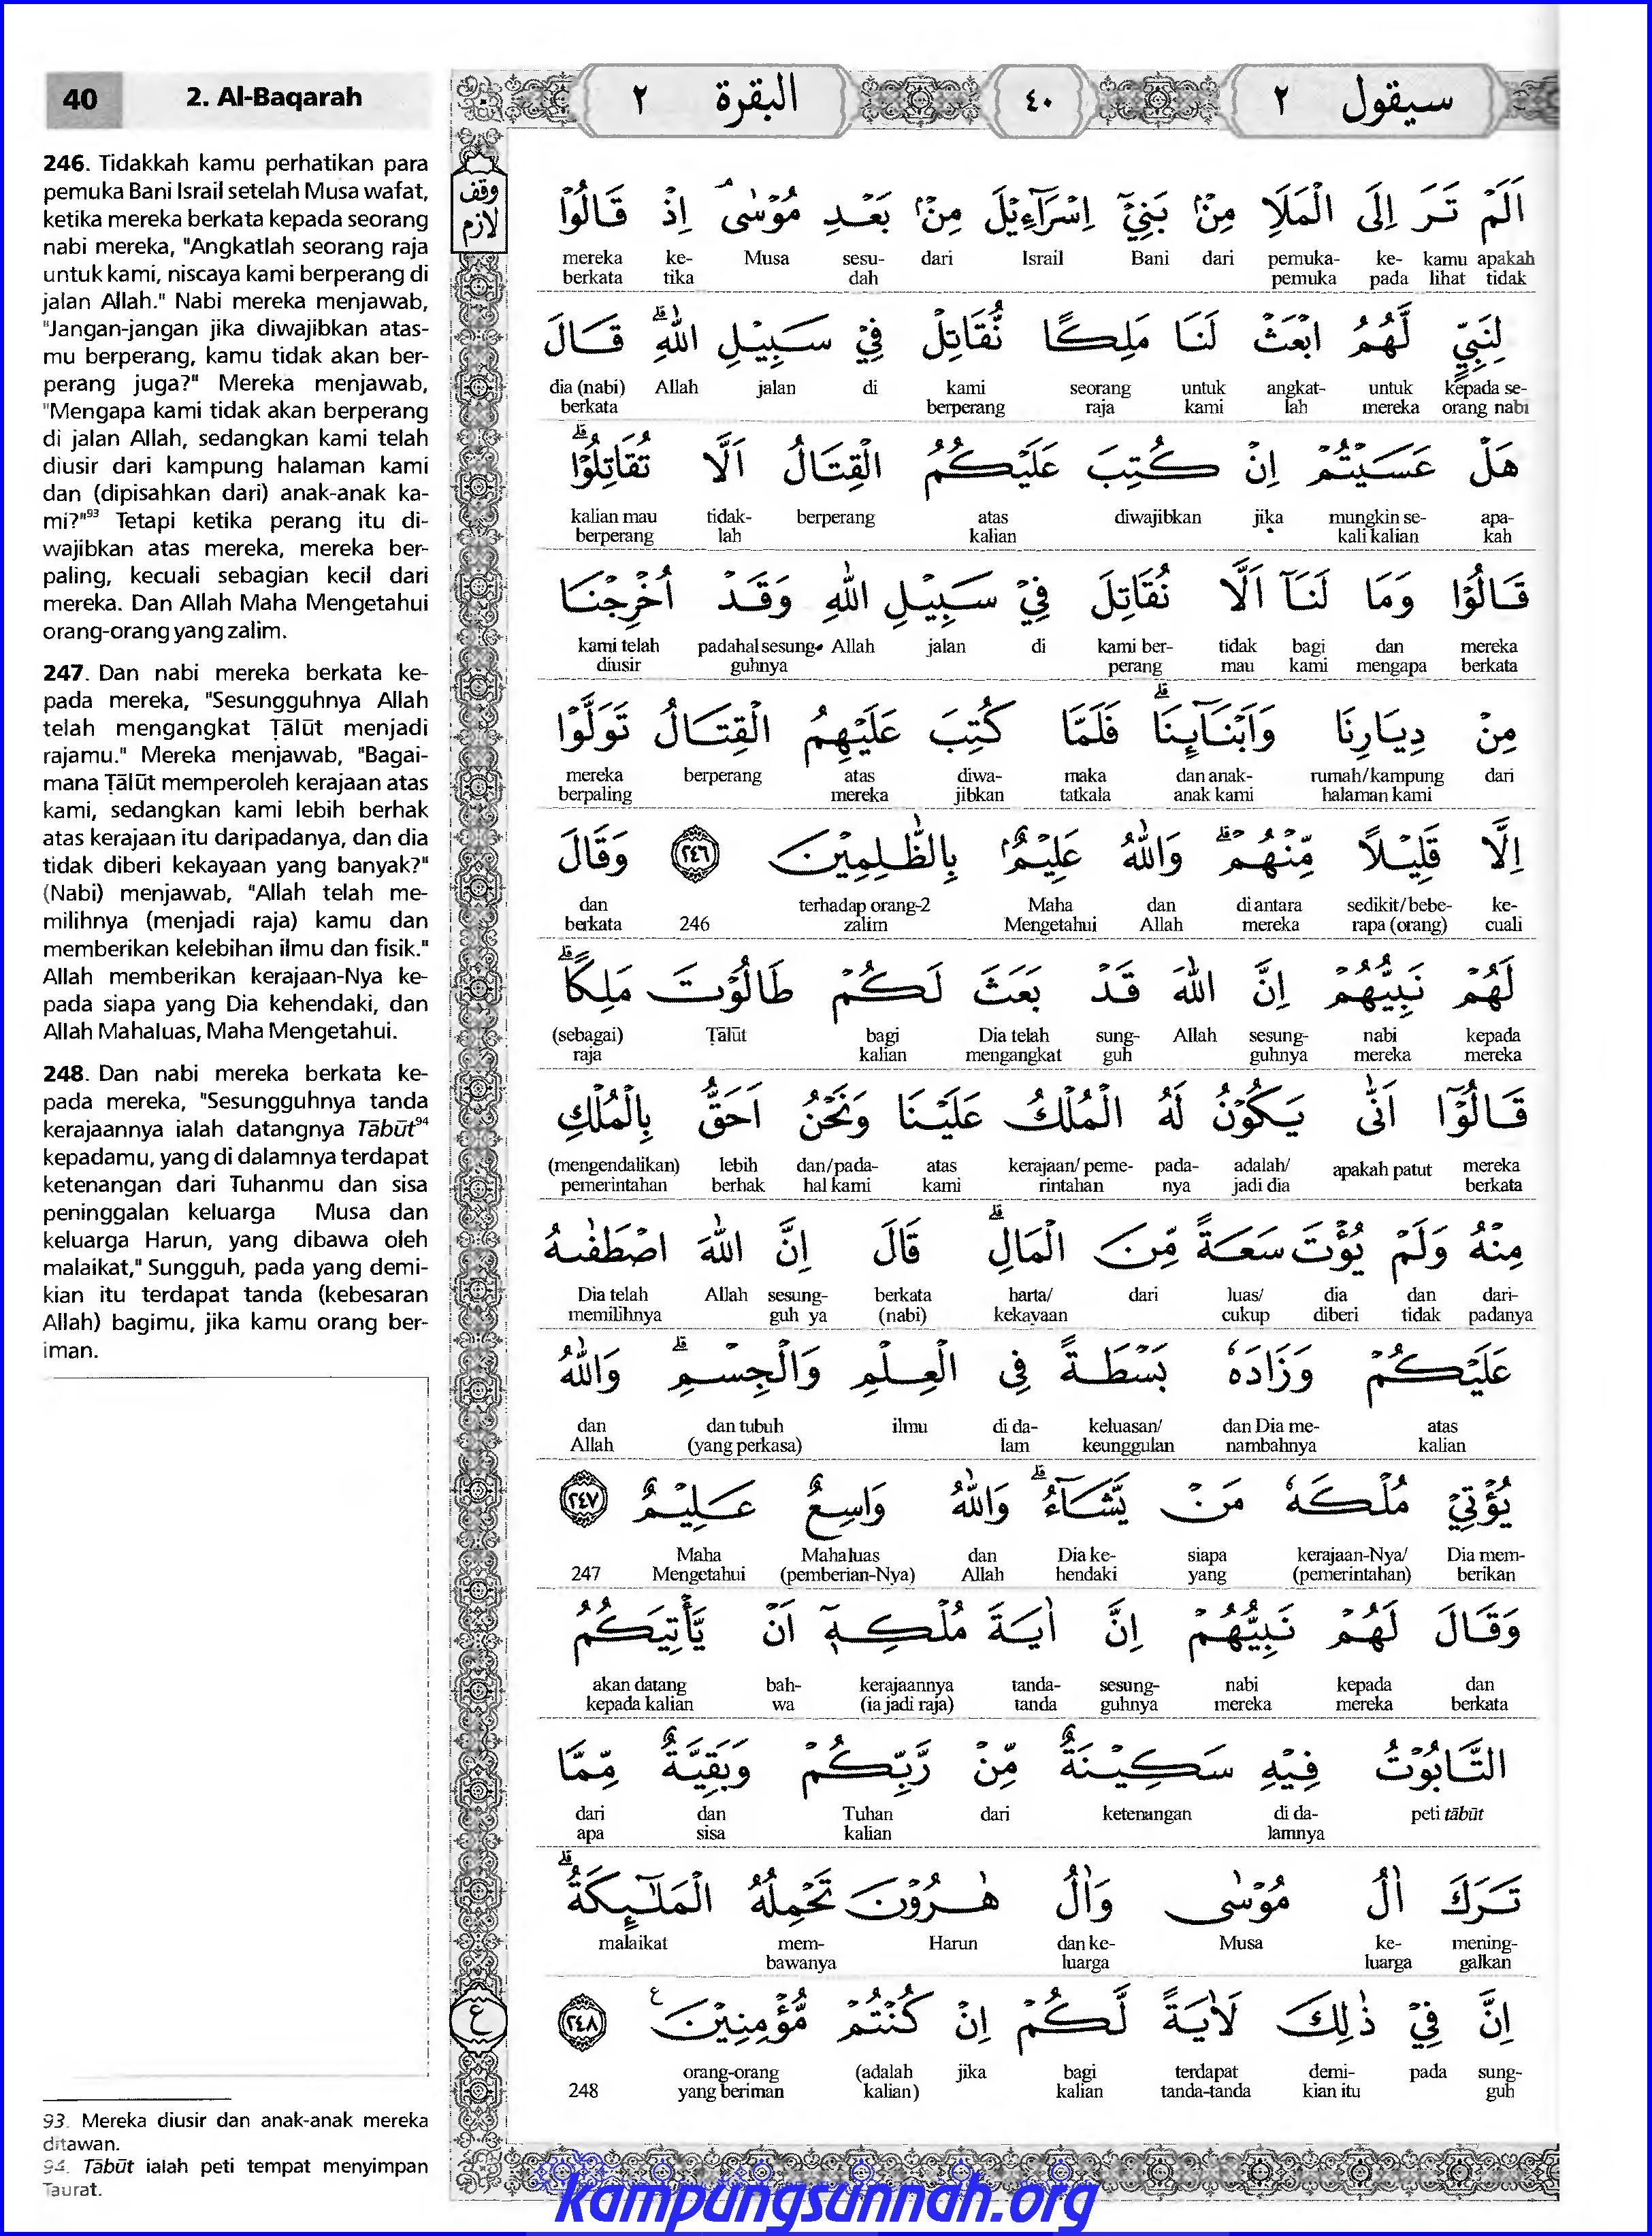 40 2. Al-Baqarah
246. Tidakkah kamu perhatikan para
pemuka Bani Israil setelah Musa wafat,
ketika mereka berkata kepada seorang
nabi mereka, "Angkatlah seorang raja
untuk kami, niscaya kami berperang di
jalan Allah." Nabi mereka menjawab,
"Jangan-jangan jika diwajibkan atas-
mu berperang, kamu tidak akan ber-
perang juga?" Mereka menjawab,
"Mengapa kami tidak akan berperang
di jalan Allah, sedangkan kami telah
diusir dari kampung halaman kami
dan (dipisahkan dari) anak-anak ka-
mi?"93 Tetapi ketika perang itu di-
wajibkan atas mereka, mereka ber-
paling, kecuali sebagian kecil dari
mereka. Dan Allah Maha Mengetahui
orang-orang yang zalim.
247. Dan nabi mereka berkata ke-
pada mereka, "Sesungguhnya Allah
telah mengangkat Ṭālūt menjadi
rajamu." Mereka menjawab, "Bagai-
mana Ṭālūt memperoleh kerajaan atas
kami, sedangkan kami lebih berhak
atas kerajaan itu daripadanya, dan dia
tidak diberi kekayaan yang banyak?"
(Nabi) menjawab, "Allah telah me-
milihnya (menjadi raja) kamu dan
memberikan kelebihan ilmu dan fisik."
Allah memberikan kerajaan-Nya ke-
pada siapa yang Dia kehendaki, dan
Allah Mahaluas, Maha Mengetahui.
248. Dan nabi mereka berkata ke-
pada mereka, "Sesungguhnya tanda
kerajaannya ialah datangnya Tābūt94
kepadamu, yang di dalamnya terdapat
ketenangan dari Tuhanmu dan sisa
peninggalan keluarga Musa dan
keluarga Harun, yang dibawa oleh
malaikat," Sungguh, pada yang demi-
kian itu terdapat tanda (kebesaran
Allah) bagimu, jika kamu orang ber-
iman.
93. Mereka diusir dan anak-anak mereka
ditawan.
94. Tābūt ialah peti tempat menyimpan
Taurat.
سيقول ٢ ٤٠ البقرة ٢
وقف
لازم
اَلَمْ تَرَ اِلَى الْمَلَاِ مِنْۢ بَنِيْٓ اِسْرَاۤءِيْلَ مِنْۢ بَعْدِ مُوْسٰىۘ اِذْ قَالُوْا
mereka ke- Musa sesu- dari Israil Bani dari pemuka- ke- kamu apakah
berkata tika dah pemuka pada lihat tidak
لِنَبِيٍّ لَّهُمُ ابْعَثْ لَنَا مَلِكًا نُّقَاتِلْ فِيْ سَبِيْلِ اللّٰهِ ۗ قَالَ
dia (nabi) Allah jalan di kami seorang untuk angkat- untuk kepada se-
berkata berperang raja kami lah mereka orang nabi
هَلْ عَسَيْتُمْ اِنْ كُتِبَ عَلَيْكُمُ الْقِتَالُ اَلَّا تُقَاتِلُوْا ۗ
kalian mau tidak- berperang atas diwajibkan jika mungkin se- apa-
berperang lah kalian kali kalian kah
قَالُوْا وَمَا لَنَآ اَلَّا نُقَاتِلَ فِيْ سَبِيْلِ اللّٰهِ وَقَدْ اُخْرِجْنَا
kami telah padahal sesung- Allah jalan di kami ber- tidak bagi dan mereka
diusir guhnya perang mau kami mengapa berkata
مِنْ دِيَارِنَا وَاَبْنَاۤىِٕنَا ۗ فَلَمَّا كُتِبَ عَلَيْهِمُ الْقِتَالُ تَوَلَّوْا
mereka berperang atas diwa- maka dan anak- rumah/kampung dari
berpaling mereka jibkan tatkala anak kami halaman kami
اِلَّا قَلِيْلًا مِّنْهُمْ ۗ وَاللّٰهُ عَلِيْمٌۢ بِالظّٰلِمِيْنَ ٢٤٦ وَقَالَ
dan terhadap orang-2 Maha dan di antara sedikit/bebe- ke-
berkata 246 zalim Mengetahui Allah mereka rapa (orang) cuali
لَهُمْ نَبِيُّهُمْ اِنَّ اللّٰهَ قَدْ بَعَثَ لَكُمْ طَالُوْتَ مَلِكًا ۗ
(sebagai) Ṭālūt bagi Dia telah sung- Allah sesung- nabi kepada
raja kalian mengangkat guh guhnya mereka mereka
قَالُوْٓا اَنّٰى يَكُوْنُ لَهُ الْمُلْكُ عَلَيْنَا وَنَحْنُ اَحَقُّ بِالْمُلْكِ
(mengendalikan) lebih dan/pada- atas kerajaan/ peme- pada- adalah/ apakah patut mereka
pemerintahan berhak hal kami kami rintahan nya jadi dia berkata
مِنْهُ وَلَمْ يُؤْتَ سَعَةً مِّنَ الْمَالِۗ قَالَ اِنَّ اللّٰهَ اصْطَفٰىهُ
Dia telah Allah sesung- berkata harta/ dari luas/ dia dan dari-
memilihnya guh ya (nabi) kekayaan cukup diberi tidak padanya
عَلَيْكُمْ وَزَادَهٗ بَسْطَةً فِى الْعِلْمِ وَالْجِسْمِ ۗ وَاللّٰهُ
dan dan tubuh ilmu di da- keluasan/ dan Dia me- atas
Allah (yang perkasa) lam keunggulan nambahnya kalian
يُؤْتِيْ مُلْكَهٗ مَنْ يَّشَاۤءُ ۗ وَاللّٰهُ وَاسِعٌ عَلِيْمٌ ٢٤٧
Maha Mahaluas dan Dia ke- siapa kerajaan-Nya/ Dia mem-
247 Mengetahui (pemberian-Nya) Allah hendaki yang (pemerintahan) berikan
وَقَالَ لَهُمْ نَبِيُّهُمْ اِنَّ اٰيَةَ مُلْكِهٖٓ اَنْ يَّأْتِيَكُمُ
akan datang bah- kerajaannya tanda- sesung- nabi kepada dan
kepada kalian wa (ia jadi raja) tanda guhnya mereka mereka berkata
التَّابُوْتُ فِيْهِ سَكِيْنَةٌ مِّنْ رَّبِّكُمْ وَبَقِيَّةٌ مِّمَّا
dari dan Tuhan dari ketenangan di da- peti tābūt
apa sisa kalian lamnya
تَرَكَ اٰلُ مُوْسٰى وَاٰلُ هٰرُوْنَ تَحْمِلُهُ الْمَلٰۤىِٕكَةُ ۗ
malaikat mem- Harun dan ke- Musa ke- mening-
bawanya luarga luarga galkan
اِنَّ فِيْ ذٰلِكَ لَاٰيَةً لَّكُمْ اِنْ كُنْتُمْ مُّؤْمِنِيْنَ ࣖ ٢٤٨
ع
orang-orang (adalah jika bagi terdapat demi- pada sung-
248 yang beriman kalian) kalian tanda-tanda kian itu guh
kampungsunnah.org